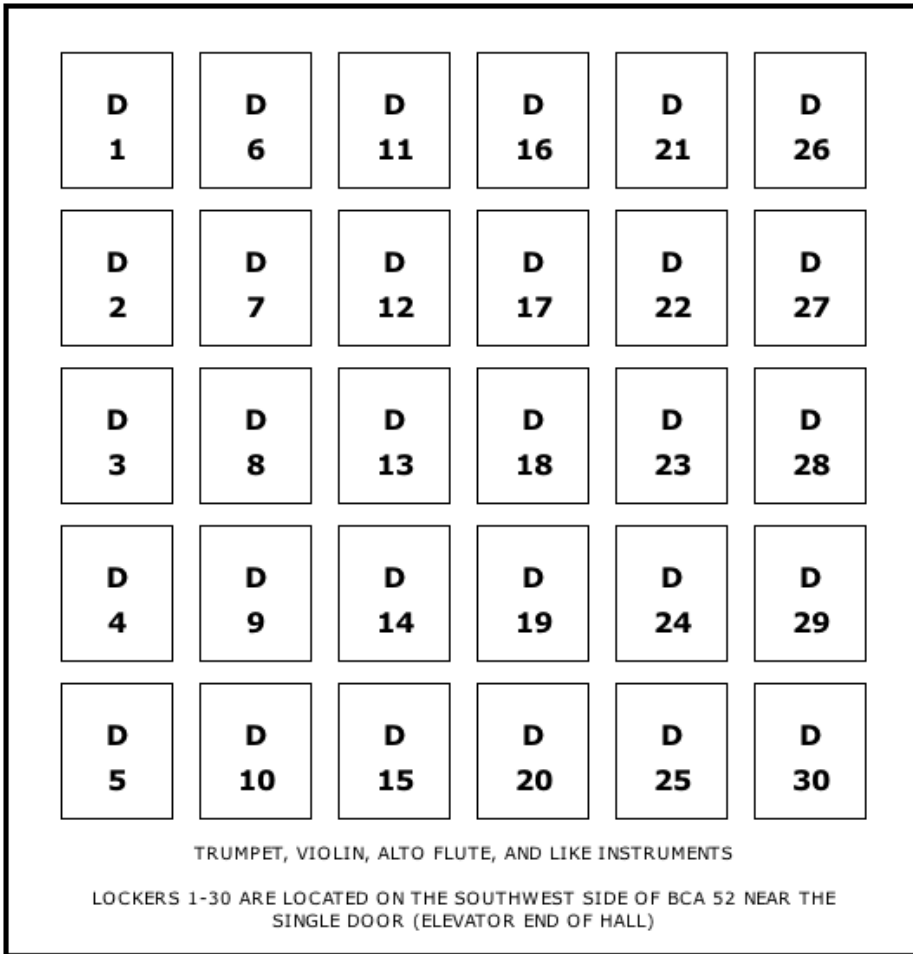 D D D D D D
1 6 11 16 21 26
D D D D D D
2 7 12 17 22 27
D D D D D D
3 8 13 18 23 28
D D D D D D
4 9 14 19 24 29
D D D D D D
5 10 15 20 25 30
TRUMPET, VIOLIN, ALTO FLUTE, AND LIKE INSTRUMENTS
LOCKERS 1-30 ARE LOCATED ON THE SOUTHWEST SIDE OF BCA 52 NEAR THE
SINGLE DOOR (ELEVATOR END OF HALL)